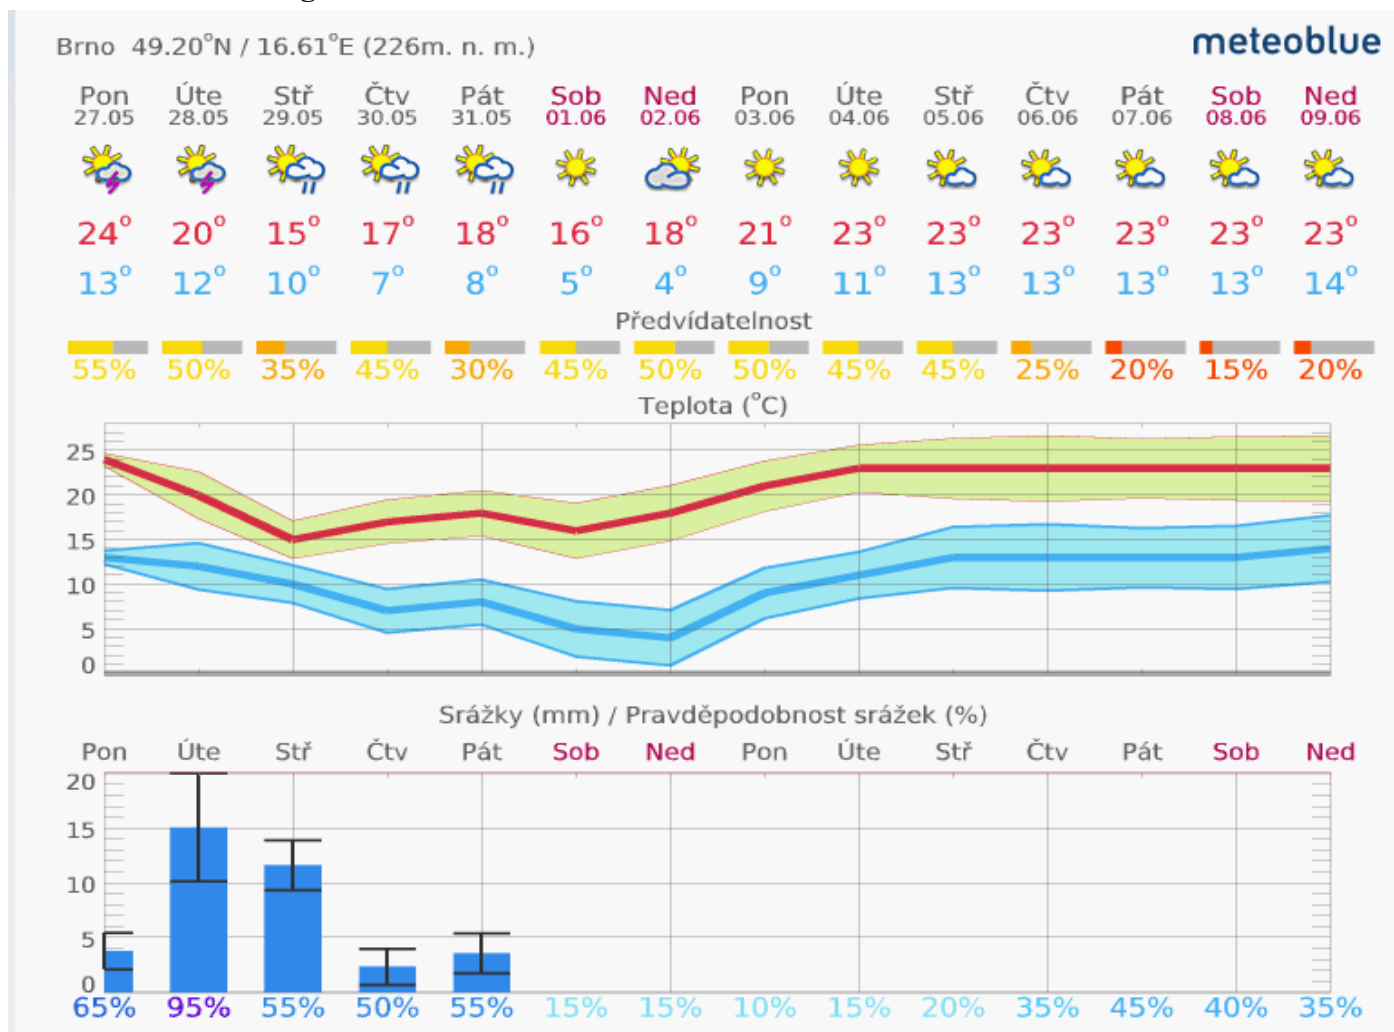 Brno 49.20°N / 16.61°E (226m. n. m.)
meteoblue
Pon Úte Stř Čtv Pát Sob Ned Pon Úte Stř Čtv Pát Sob Ned
27.05 28.05 29.05 30.05 31.05 01.06 02.06 03.06 04.06 05.06 06.06 07.06 08.06 09.06
24° 20° 15° 17° 18° 16° 18° 21° 23° 23° 23° 23° 23° 23°
13° 12° 10° 7° 8° 5° 4° 9° 11° 13° 13° 13° 13° 14°
Předvídatelnost
55% 50% 35% 45% 30% 45% 50% 50% 45% 45% 25% 20% 15% 20%
Teplota (°C)
25
20
15
10
5
0
Srážky (mm) / Pravděpodobnost srážek (%)
Pon Úte Stř Čtv Pát Sob Ned Pon Úte Stř Čtv Pát Sob Ned
20
15
10
5
0
65% 95% 55% 50% 55% 15% 15% 10% 15% 20% 35% 45% 40% 35%